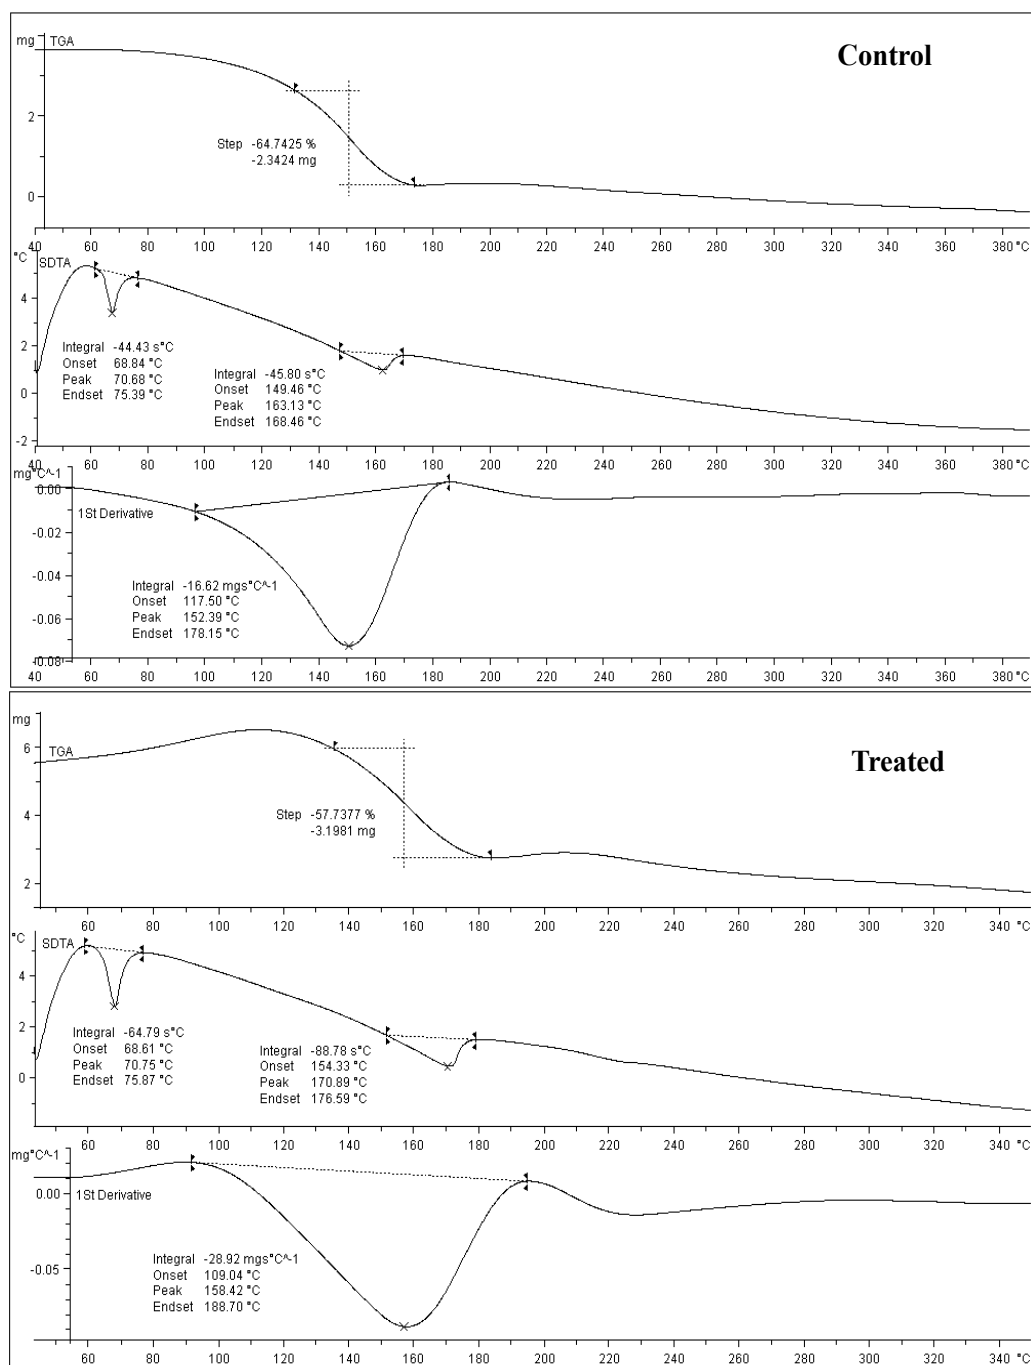 Control
mg
TGA
2
0
Step -64.7425 %
-2.3424 mg
40 60 80 100 120 140 160 180 200 220 240 260 280 300 320 340 360 380 °C
°C
SDTA
4
2
0
-2
Integral -44.43 s°C
Onset 68.84 °C
Peak 70.68 °C
Endset 75.39 °C
Integral -45.80 s°C
Onset 149.46 °C
Peak 163.13 °C
Endset 168.46 °C
40 60 80 100 120 140 160 180 200 220 240 260 280 300 320 340 360 380 °C
mg°C^-1
0.00
1St Derivative
-0.02
-0.04
-0.06
-0.08
Integral -16.62 mgs°C^-1
Onset 117.50 °C
Peak 152.39 °C
Endset 178.15 °C
40 60 80 100 120 140 160 180 200 220 240 260 280 300 320 340 360 380 °C
Treated
mg
6
TGA
4
2
Step -57.7377 %
-3.1981 mg
60 80 100 120 140 160 180 200 220 240 260 280 300 320 340 °C
°C
SDTA
4
2
0
Integral -64.79 s°C
Onset 68.61 °C
Peak 70.75 °C
Endset 75.87 °C
Integral -88.78 s°C
Onset 154.33 °C
Peak 170.89 °C
Endset 176.59 °C
60 80 100 120 140 160 180 200 220 240 260 280 300 320 340 °C
mg°C^-1
0.00
1St Derivative
-0.05
Integral -28.92 mgs°C^-1
Onset 109.04 °C
Peak 158.42 °C
Endset 188.70 °C
60 80 100 120 140 160 180 200 220 240 260 280 300 320 340 °C